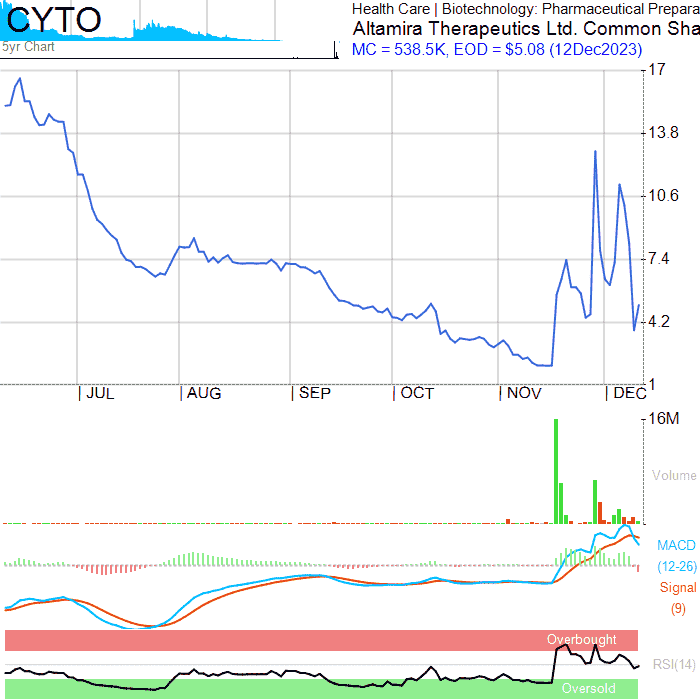 CYTO
5yr Chart
Health Care | Biotechnology: Pharmaceutical Prepara
Altamira Therapeutics Ltd. Common Sha
MC = 538.5K, EOD = $5.08 (12Dec2023)
17
13.8
10.6
7.4
4.2
1
JUL
AUG
SEP
OCT
NOV
DEC
16M
Volume
MACD
(12-26)
Signal
(9)
Overbought
RSI(14)
Oversold